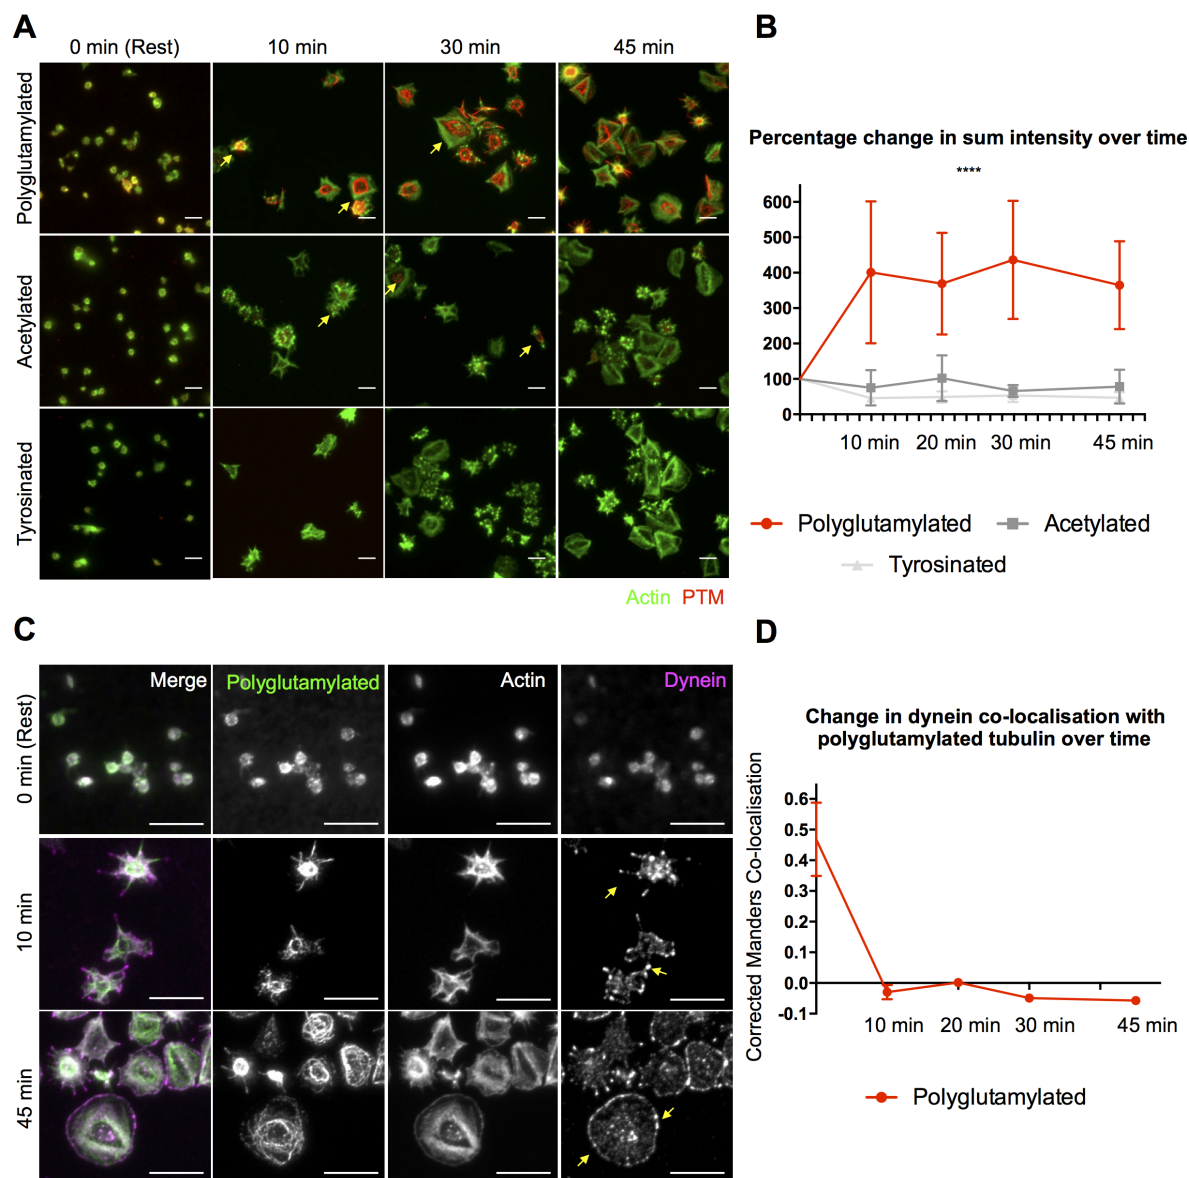 A
0 min (Rest) 10 min 30 min 45 min
Polyglutamylated
Acetylated
Tyrosinated
Actin PTM
B
Percentage change in sum intensity over time
****
600
500
400
300
200
100
0
10 min 20 min 30 min 45 min
Polyglutamylated Acetylated
Tyrosinated
C
Merge Polyglutamylated Actin Dynein
0 min (Rest)
10 min
45 min
D
Change in dynein co-localisation with
polyglutamylated tubulin over time
Corrected Manders Co-localisation
0.6
0.5
0.4
0.3
0.2
0.1
0.0
-0.1
10 min 20 min 30 min 45 min
Polyglutamylated